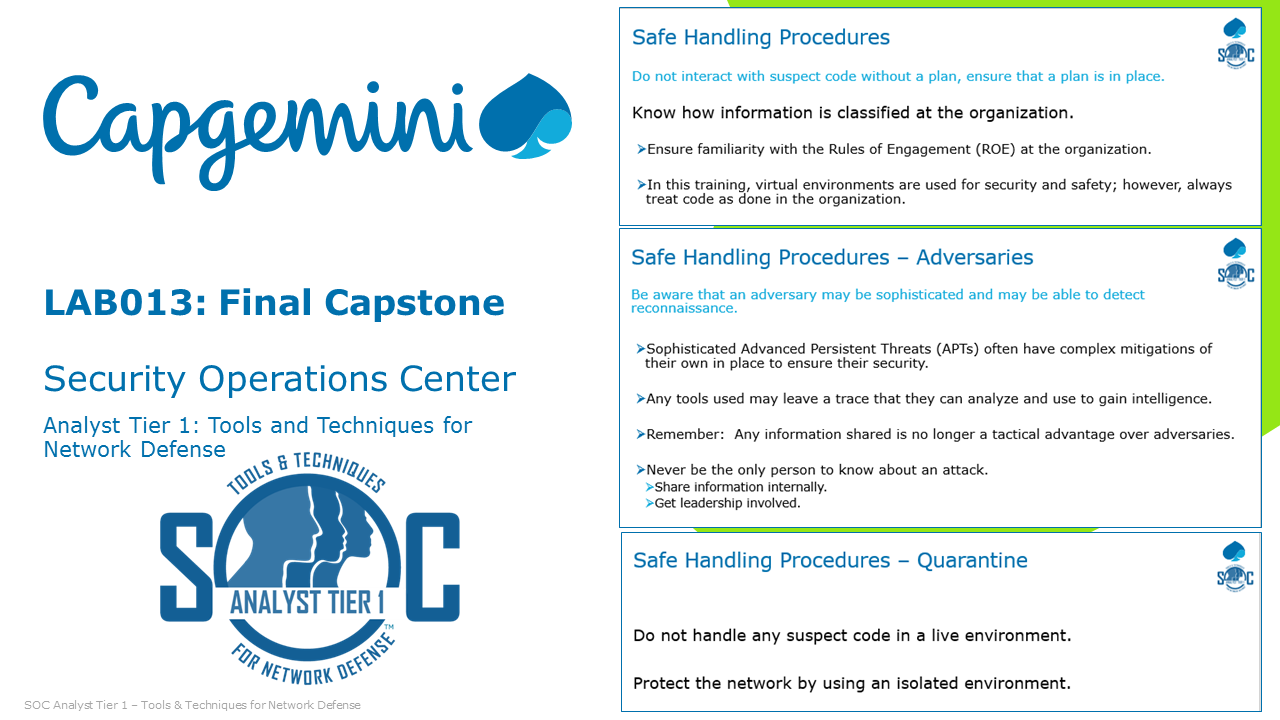 Capgemini
LAB013: Final Capstone
Security Operations Center
Analyst Tier 1: Tools and Techniques for
Network Defense
TOOLS & TECHNIQUES
SOC
ANALYST TIER 1
FOR NETWORK DEFENSE™
SOC Analyst Tier 1 – Tools & Techniques for Network Defense
Safe Handling Procedures
Do not interact with suspect code without a plan, ensure that a plan is in place.
Know how information is classified at the organization.
➢Ensure familiarity with the Rules of Engagement (ROE) at the organization.
➢In this training, virtual environments are used for security and safety; however, always
treat code as done in the organization.
Safe Handling Procedures – Adversaries
Be aware that an adversary may be sophisticated and may be able to detect
reconnaissance.
➢Sophisticated Advanced Persistent Threats (APTs) often have complex mitigations of
their own in place to ensure their security.
➢Any tools used may leave a trace that they can analyze and use to gain intelligence.
➢Remember:  Any information shared is no longer a tactical advantage over adversaries.
➢Never be the only person to know about an attack.
➢Share information internally.
➢Get leadership involved.
Safe Handling Procedures – Quarantine
Do not handle any suspect code in a live environment.
Protect the network by using an isolated environment.